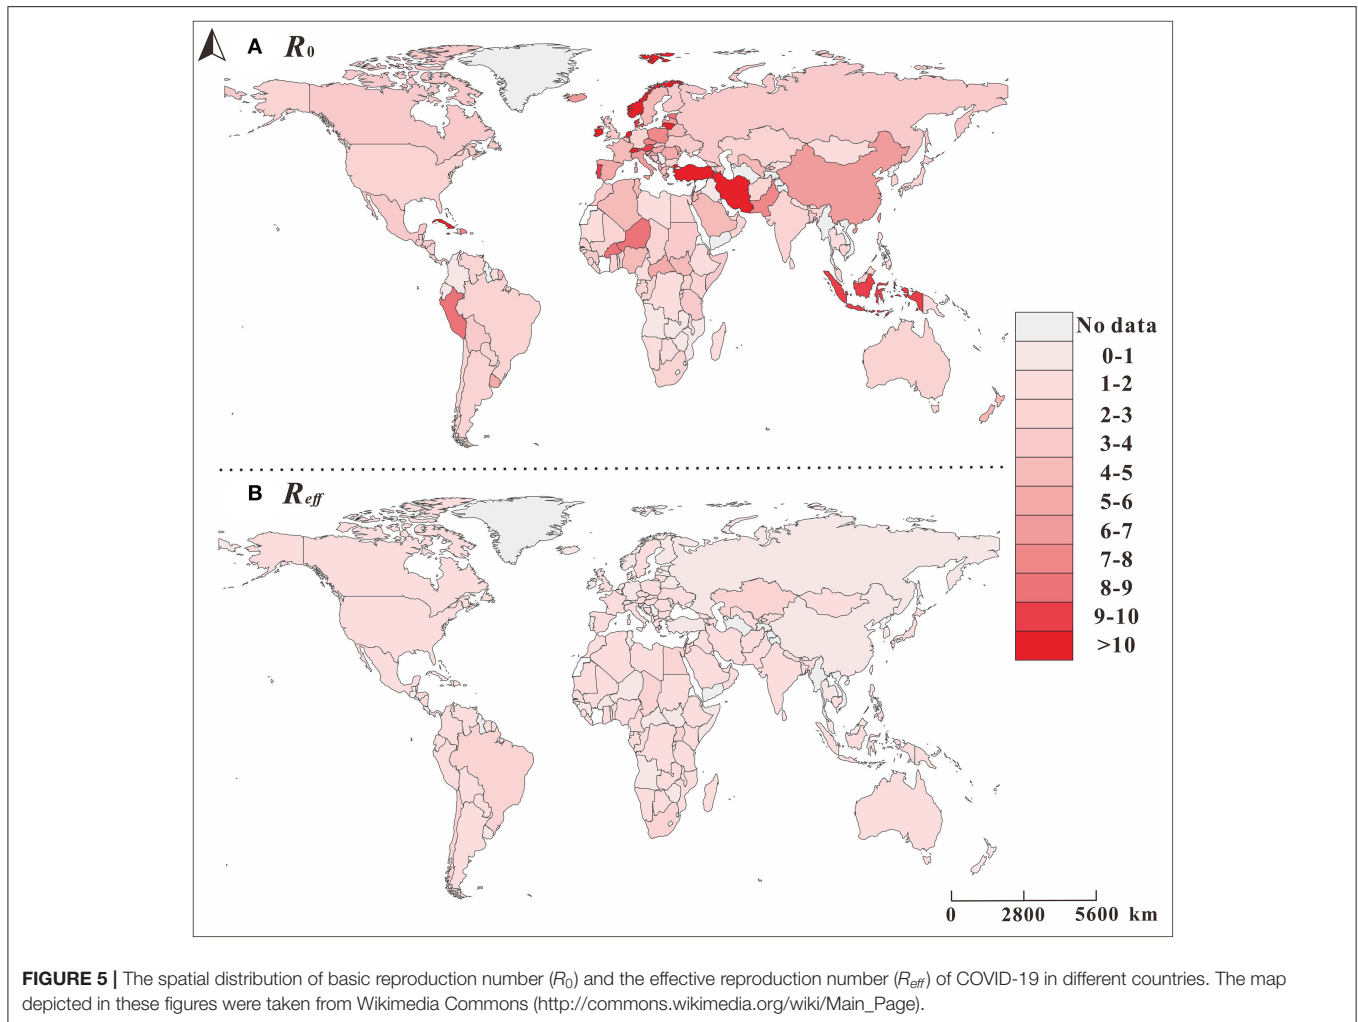 A R0
B Reff
No data
0-1
1-2
2-3
3-4
4-5
5-6
6-7
7-8
8-9
9-10
>10
0 2800 5600 km
FIGURE 5 | The spatial distribution of basic reproduction number (R0) and the effective reproduction number (Reff) of COVID-19 in different countries. The map
depicted in these figures were taken from Wikimedia Commons (http://commons.wikimedia.org/wiki/Main_Page).